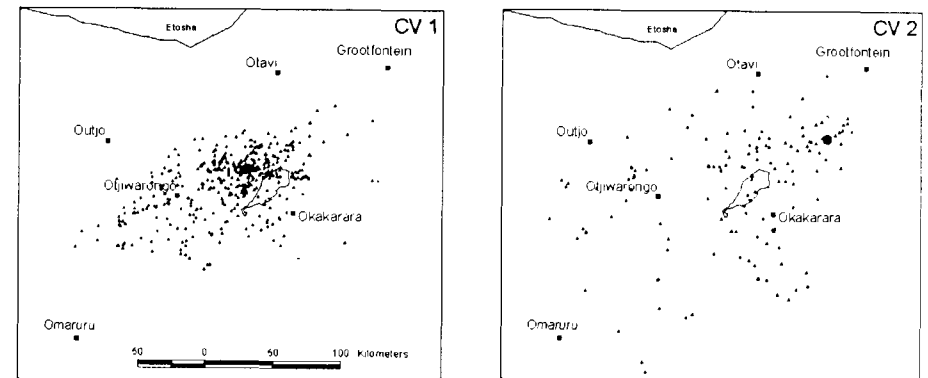 CV 1
Etosha
Otavi
Grootfontein
Outjo
Otjiwarongo
Okakarara
Omaruru
50 0 50 100 Kilometers
CV 2
Etosha
Otavi
Grootfontein
Outjo
Otjiwarongo
Okakarara
Omaruru